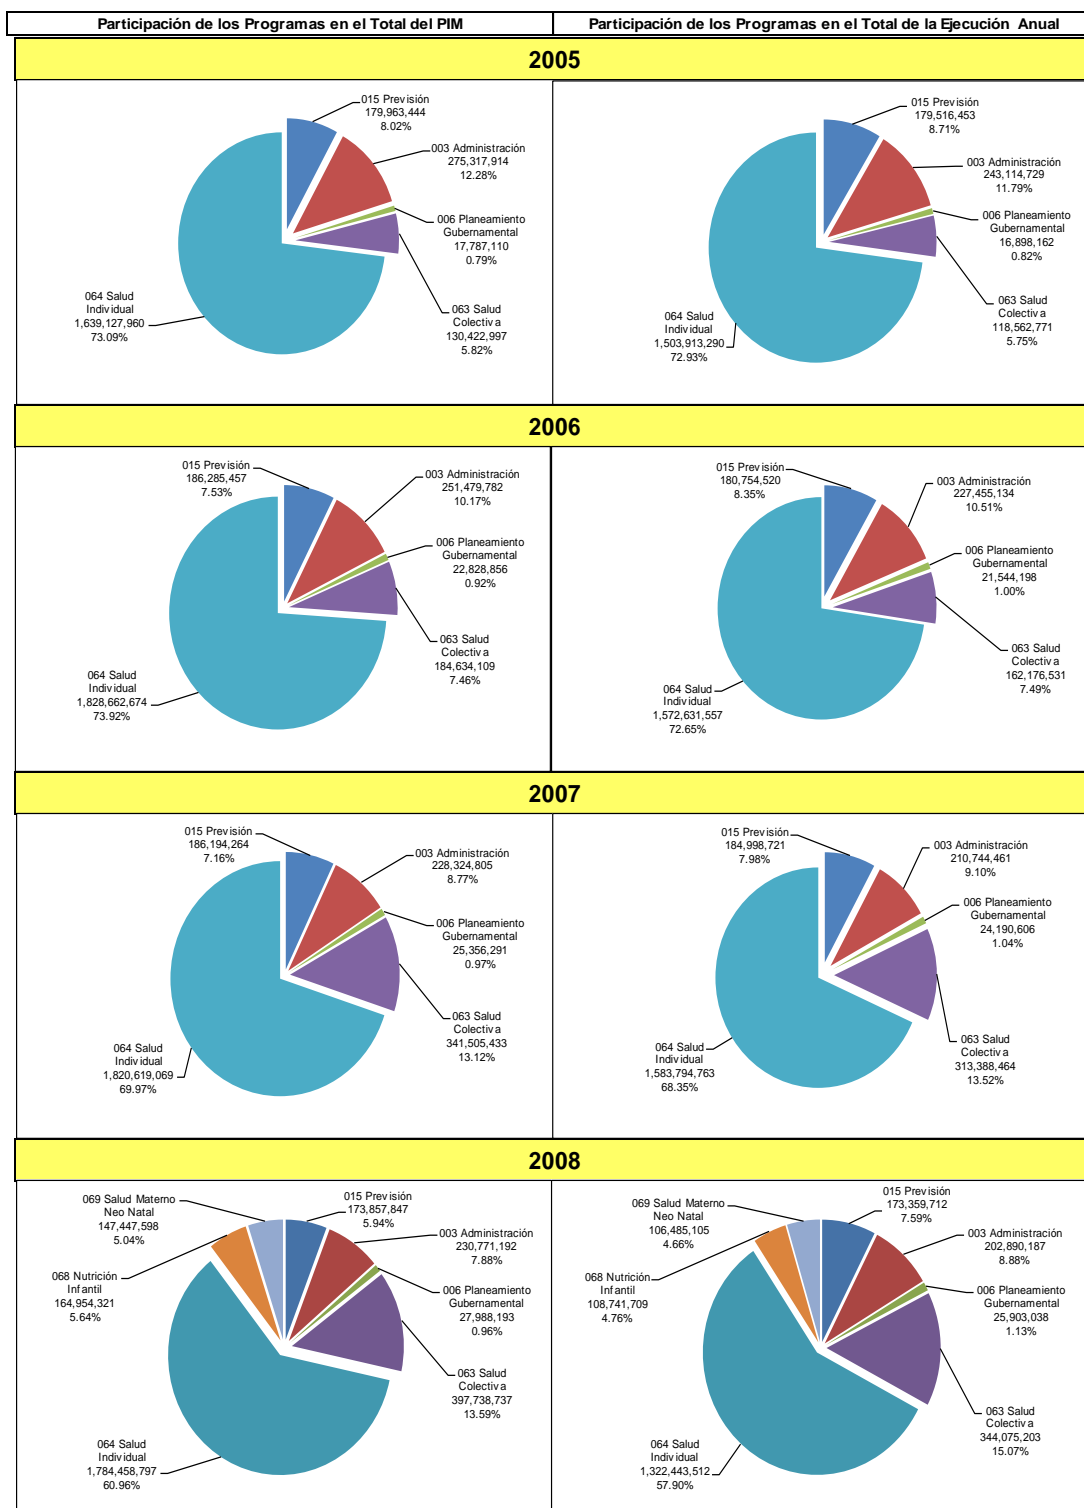 Participación de los Programas en el Total del PIM
Participación de los Programas en el Total de la Ejecución Anual
2005
015 Previsión
179,963,444
8.02%
003 Administración
275,317,914
12.28%
006 Planeamiento
Gubernamental
17,787,110
0.79%
063 Salud
Colectiva
130,422,997
5.82%
064 Salud
Individual
1,639,127,960
73.09%
015 Previsión
179,516,453
8.71%
003 Administración
243,114,729
11.79%
006 Planeamiento
Gubernamental
16,898,162
0.82%
063 Salud
Colectiva
118,562,771
5.75%
064 Salud
Individual
1,503,913,290
72.93%
2006
015 Previsión
186,285,457
7.53%
003 Administración
251,479,782
10.17%
006 Planeamiento
Gubernamental
22,828,856
0.92%
063 Salud
Colectiva
184,634,109
7.46%
064 Salud
Individual
1,828,662,674
73.92%
015 Previsión
180,754,520
8.35%
003 Administración
227,455,134
10.51%
006 Planeamiento
Gubernamental
21,544,198
1.00%
063 Salud
Colectiva
162,176,531
7.49%
064 Salud
Individual
1,572,631,557
72.65%
2007
015 Previsión
186,194,264
7.16%
003 Administración
228,324,805
8.77%
006 Planeamiento
Gubernamental
25,356,291
0.97%
063 Salud
Colectiva
341,505,433
13.12%
064 Salud
Individual
1,820,619,069
69.97%
015 Previsión
184,998,721
7.98%
003 Administración
210,744,461
9.10%
006 Planeamiento
Gubernamental
24,190,606
1.04%
063 Salud
Colectiva
313,388,464
13.52%
064 Salud
Individual
1,583,794,763
68.35%
2008
069 Salud Materno
Neo Natal
147,447,598
5.04%
015 Previsión
173,857,847
5.94%
003 Administración
230,771,192
7.88%
006 Planeamiento
Gubernamental
27,988,193
0.96%
068 Nutrición
Infantil
164,954,321
5.64%
063 Salud
Colectiva
397,738,737
13.59%
064 Salud
Individual
1,784,458,797
60.96%
069 Salud Materno
Neo Natal
106,485,105
4.66%
015 Previsión
173,359,712
7.59%
003 Administración
202,890,187
8.88%
006 Planeamiento
Gubernamental
25,903,038
1.13%
068 Nutrición
Infantil
108,741,709
4.76%
063 Salud
Colectiva
344,075,203
15.07%
064 Salud
Individual
1,322,443,512
57.90%